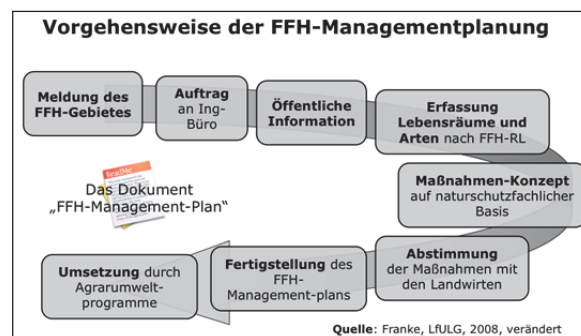 Vorgehensweise der FFH-Managementplanung
Meldung des
FFH-Gebietes
Auftrag
an Ing-
Büro
Öffentliche
Information
Erfassung
Lebensräume und
Arten nach FFH-RL
Maßnahmen-Konzept
auf naturschutzfachlicher
Basis
Abstimmung
der Maßnahmen mit
den Landwirten
Fertigstellung des
FFH-
Management-plans
Umsetzung durch
Agrarumwelt-
programme
ReadMe
Das Dokument
„FFH-Management-Plan“
Quelle: Franke, LfULG, 2008, verändert